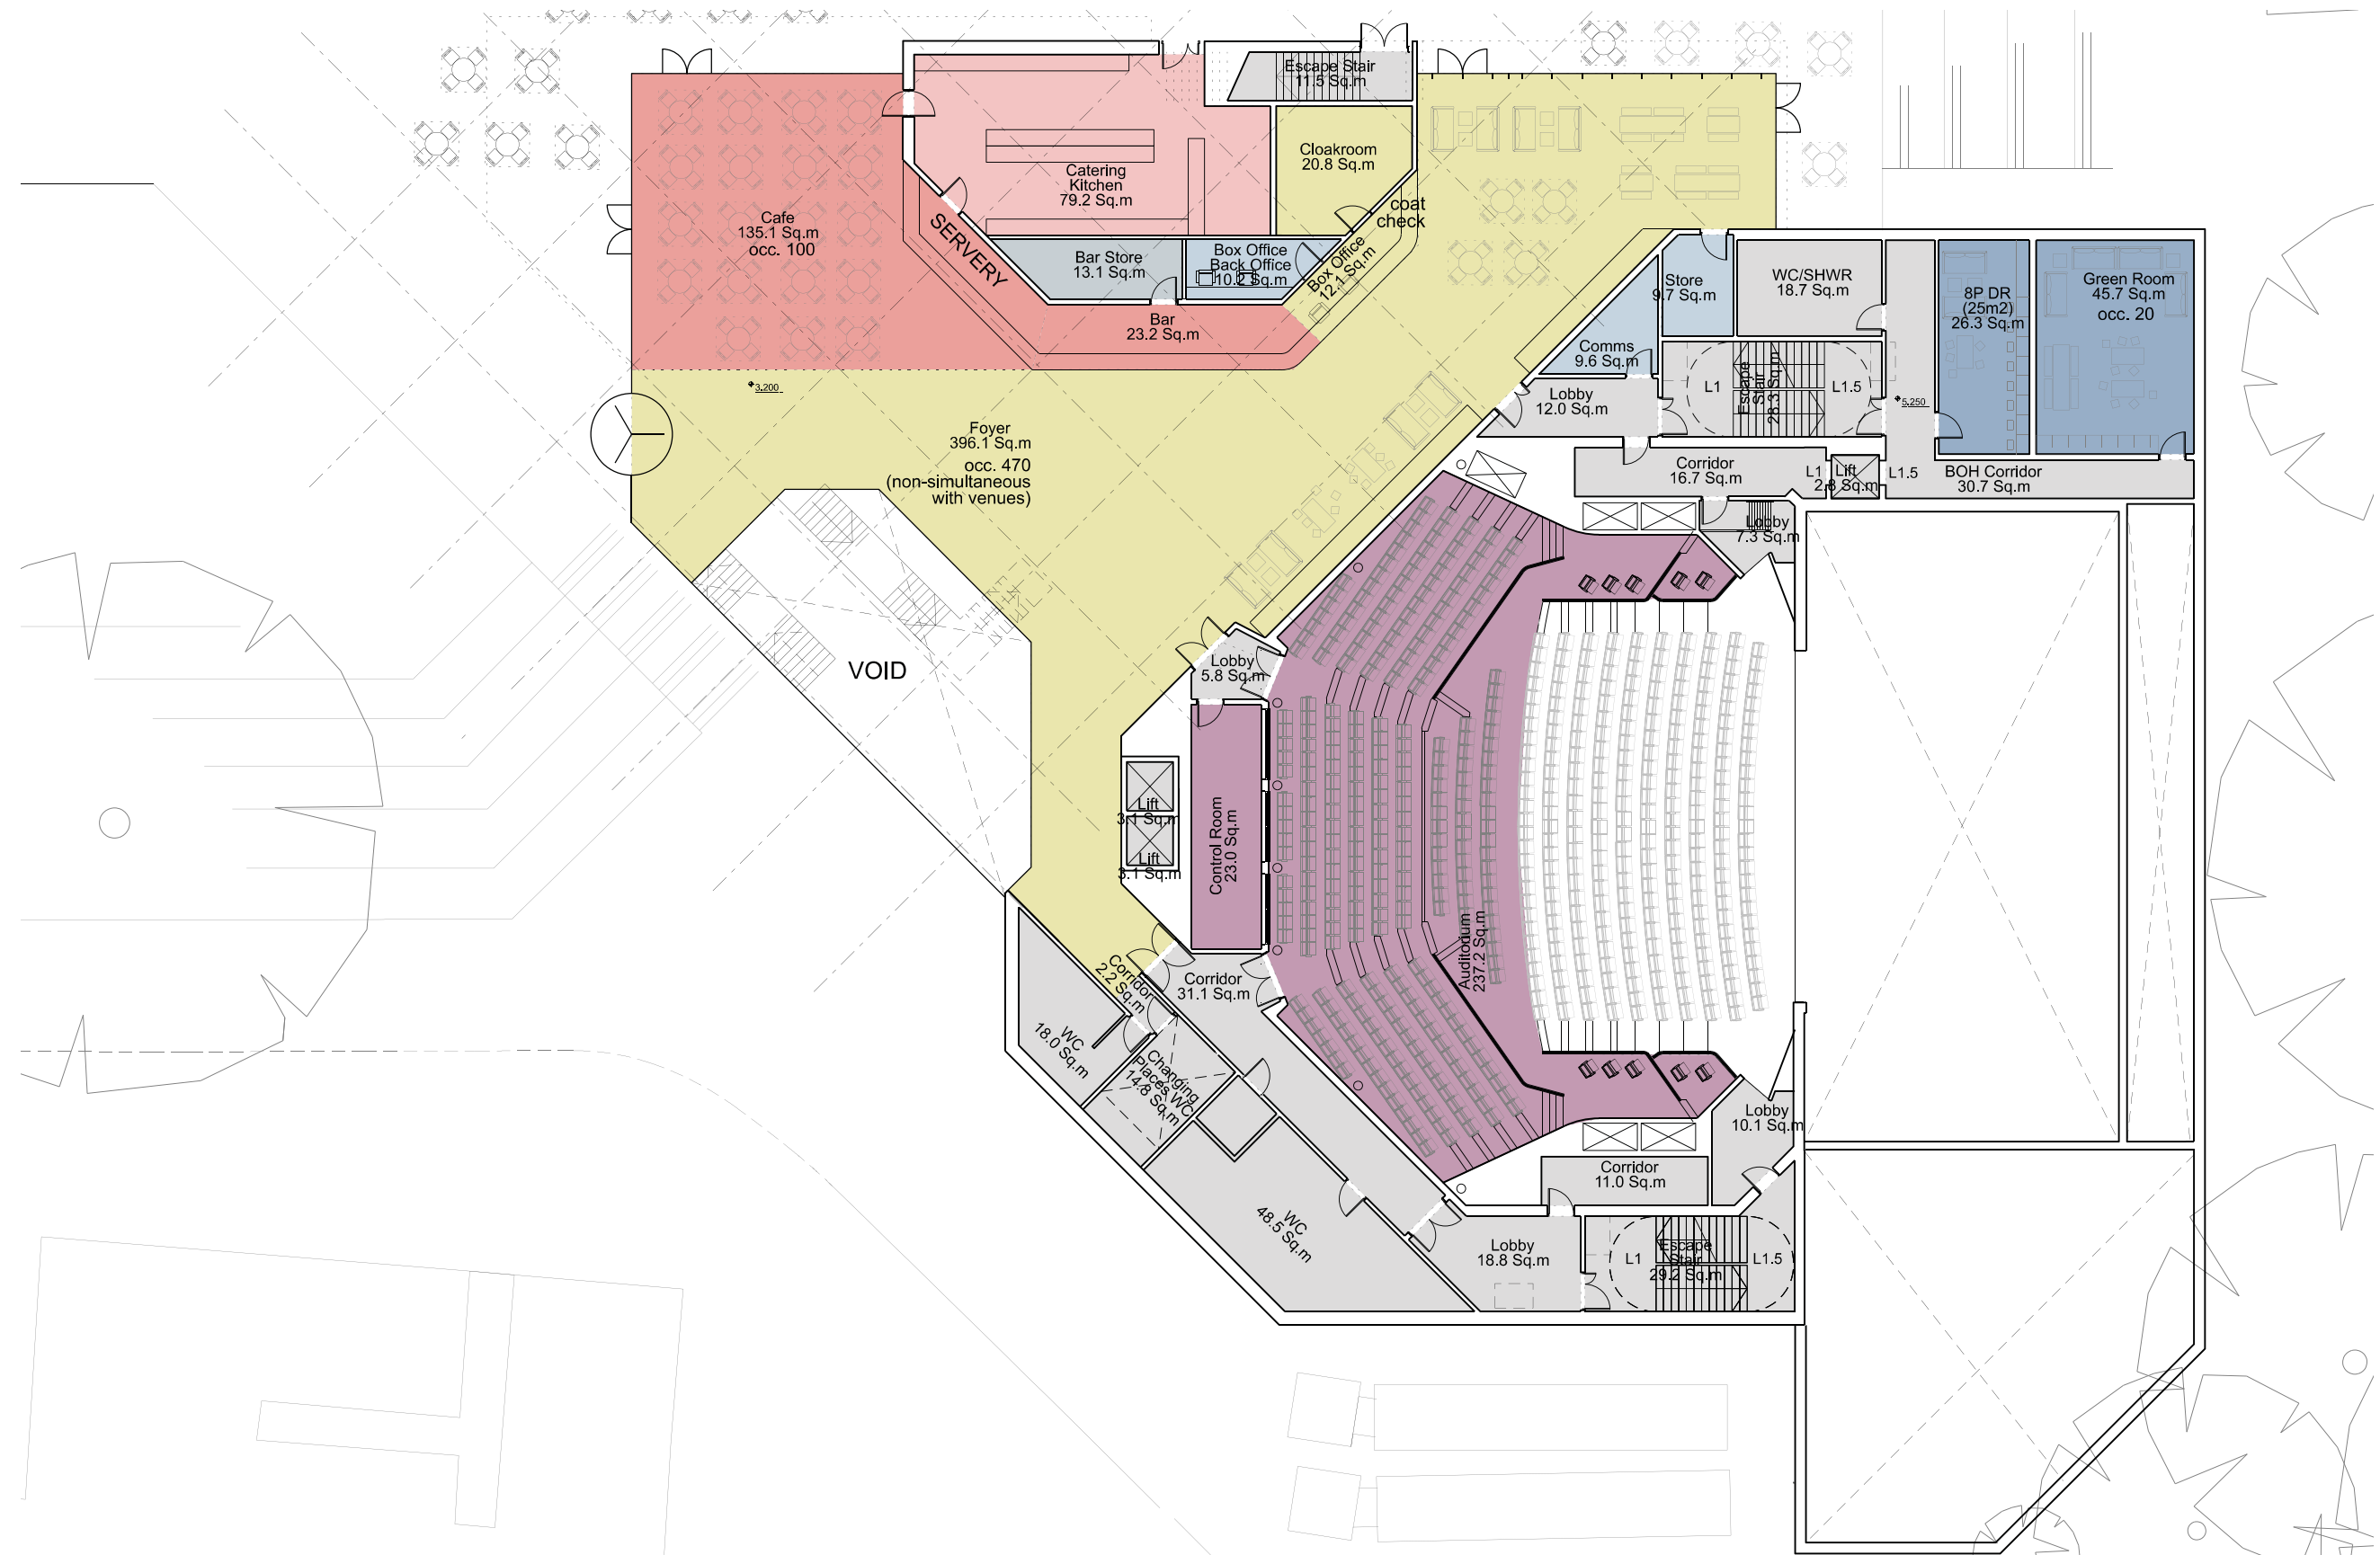 Escape Stair
11.5 Sq.m
Cloakroom
20.8 Sq.m
Catering
Kitchen
79.2 Sq.m
coat
check
Cafe
135.1 Sq.m
occ. 100
SERVERY
Bar Store
13.1 Sq.m
Box Office
Back Office
10.2 Sq.m
Box Office
12.1 Sq.m
Bar
23.2 Sq.m
Store
9.7 Sq.m
WC/SHWR
18.7 Sq.m
8P DR
(25m2)
26.3 Sq.m
Green Room
45.7 Sq.m
occ. 20
Comms
9.6 Sq.m
3.200
Lobby
12.0 Sq.m
L1
Escape
Stair
28.3 Sq.m
L1.5
5.250
Foyer
396.1 Sq.m
occ. 470
(non-simultaneous
with venues)
Corridor
16.7 Sq.m
L1
Lift
2.8 Sq.m
L1.5
BOH Corridor
30.7 Sq.m
Lobby
7.3 Sq.m
VOID
Lobby
5.8 Sq.m
Lift
3.1 Sq.m
Lift
3.1 Sq.m
Control Room
23.0 Sq.m
Auditorium
237.2 Sq.m
Corridor
2.2 Sq.m
Corridor
31.1 Sq.m
WC
18.0 Sq.m
Changing
Places WC
14.8 Sq.m
Lobby
10.1 Sq.m
Corridor
11.0 Sq.m
WC
48.5 Sq.m
Lobby
18.8 Sq.m
L1
Escape
Stair
29.2 Sq.m
L1.5